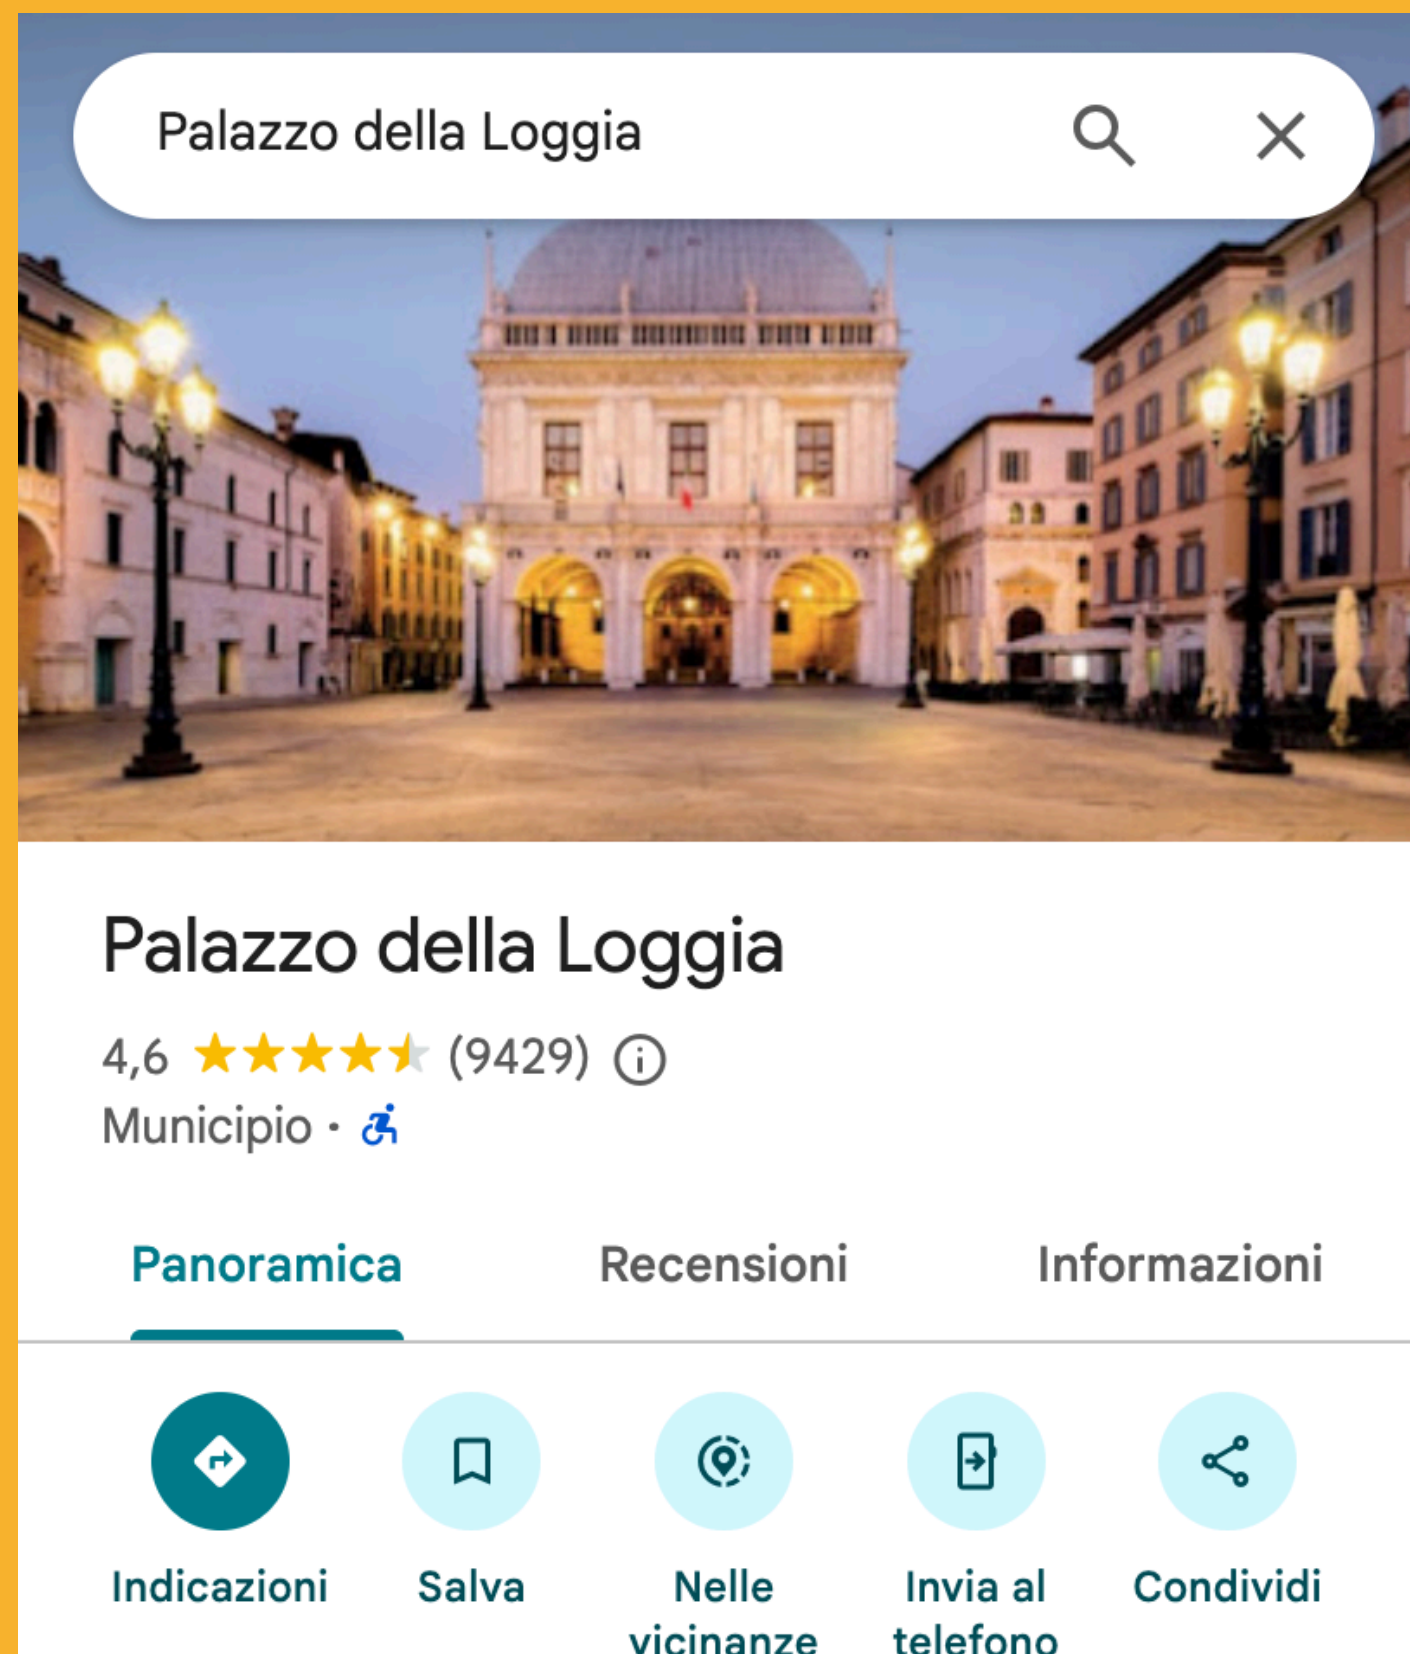 Palazzo della Loggia
Palazzo della Loggia
4,6 (9429)
Municipio ·
Panoramica Recensioni Informazioni
Indicazioni Salva Nelle vicinanze Invia al telefono Condividi